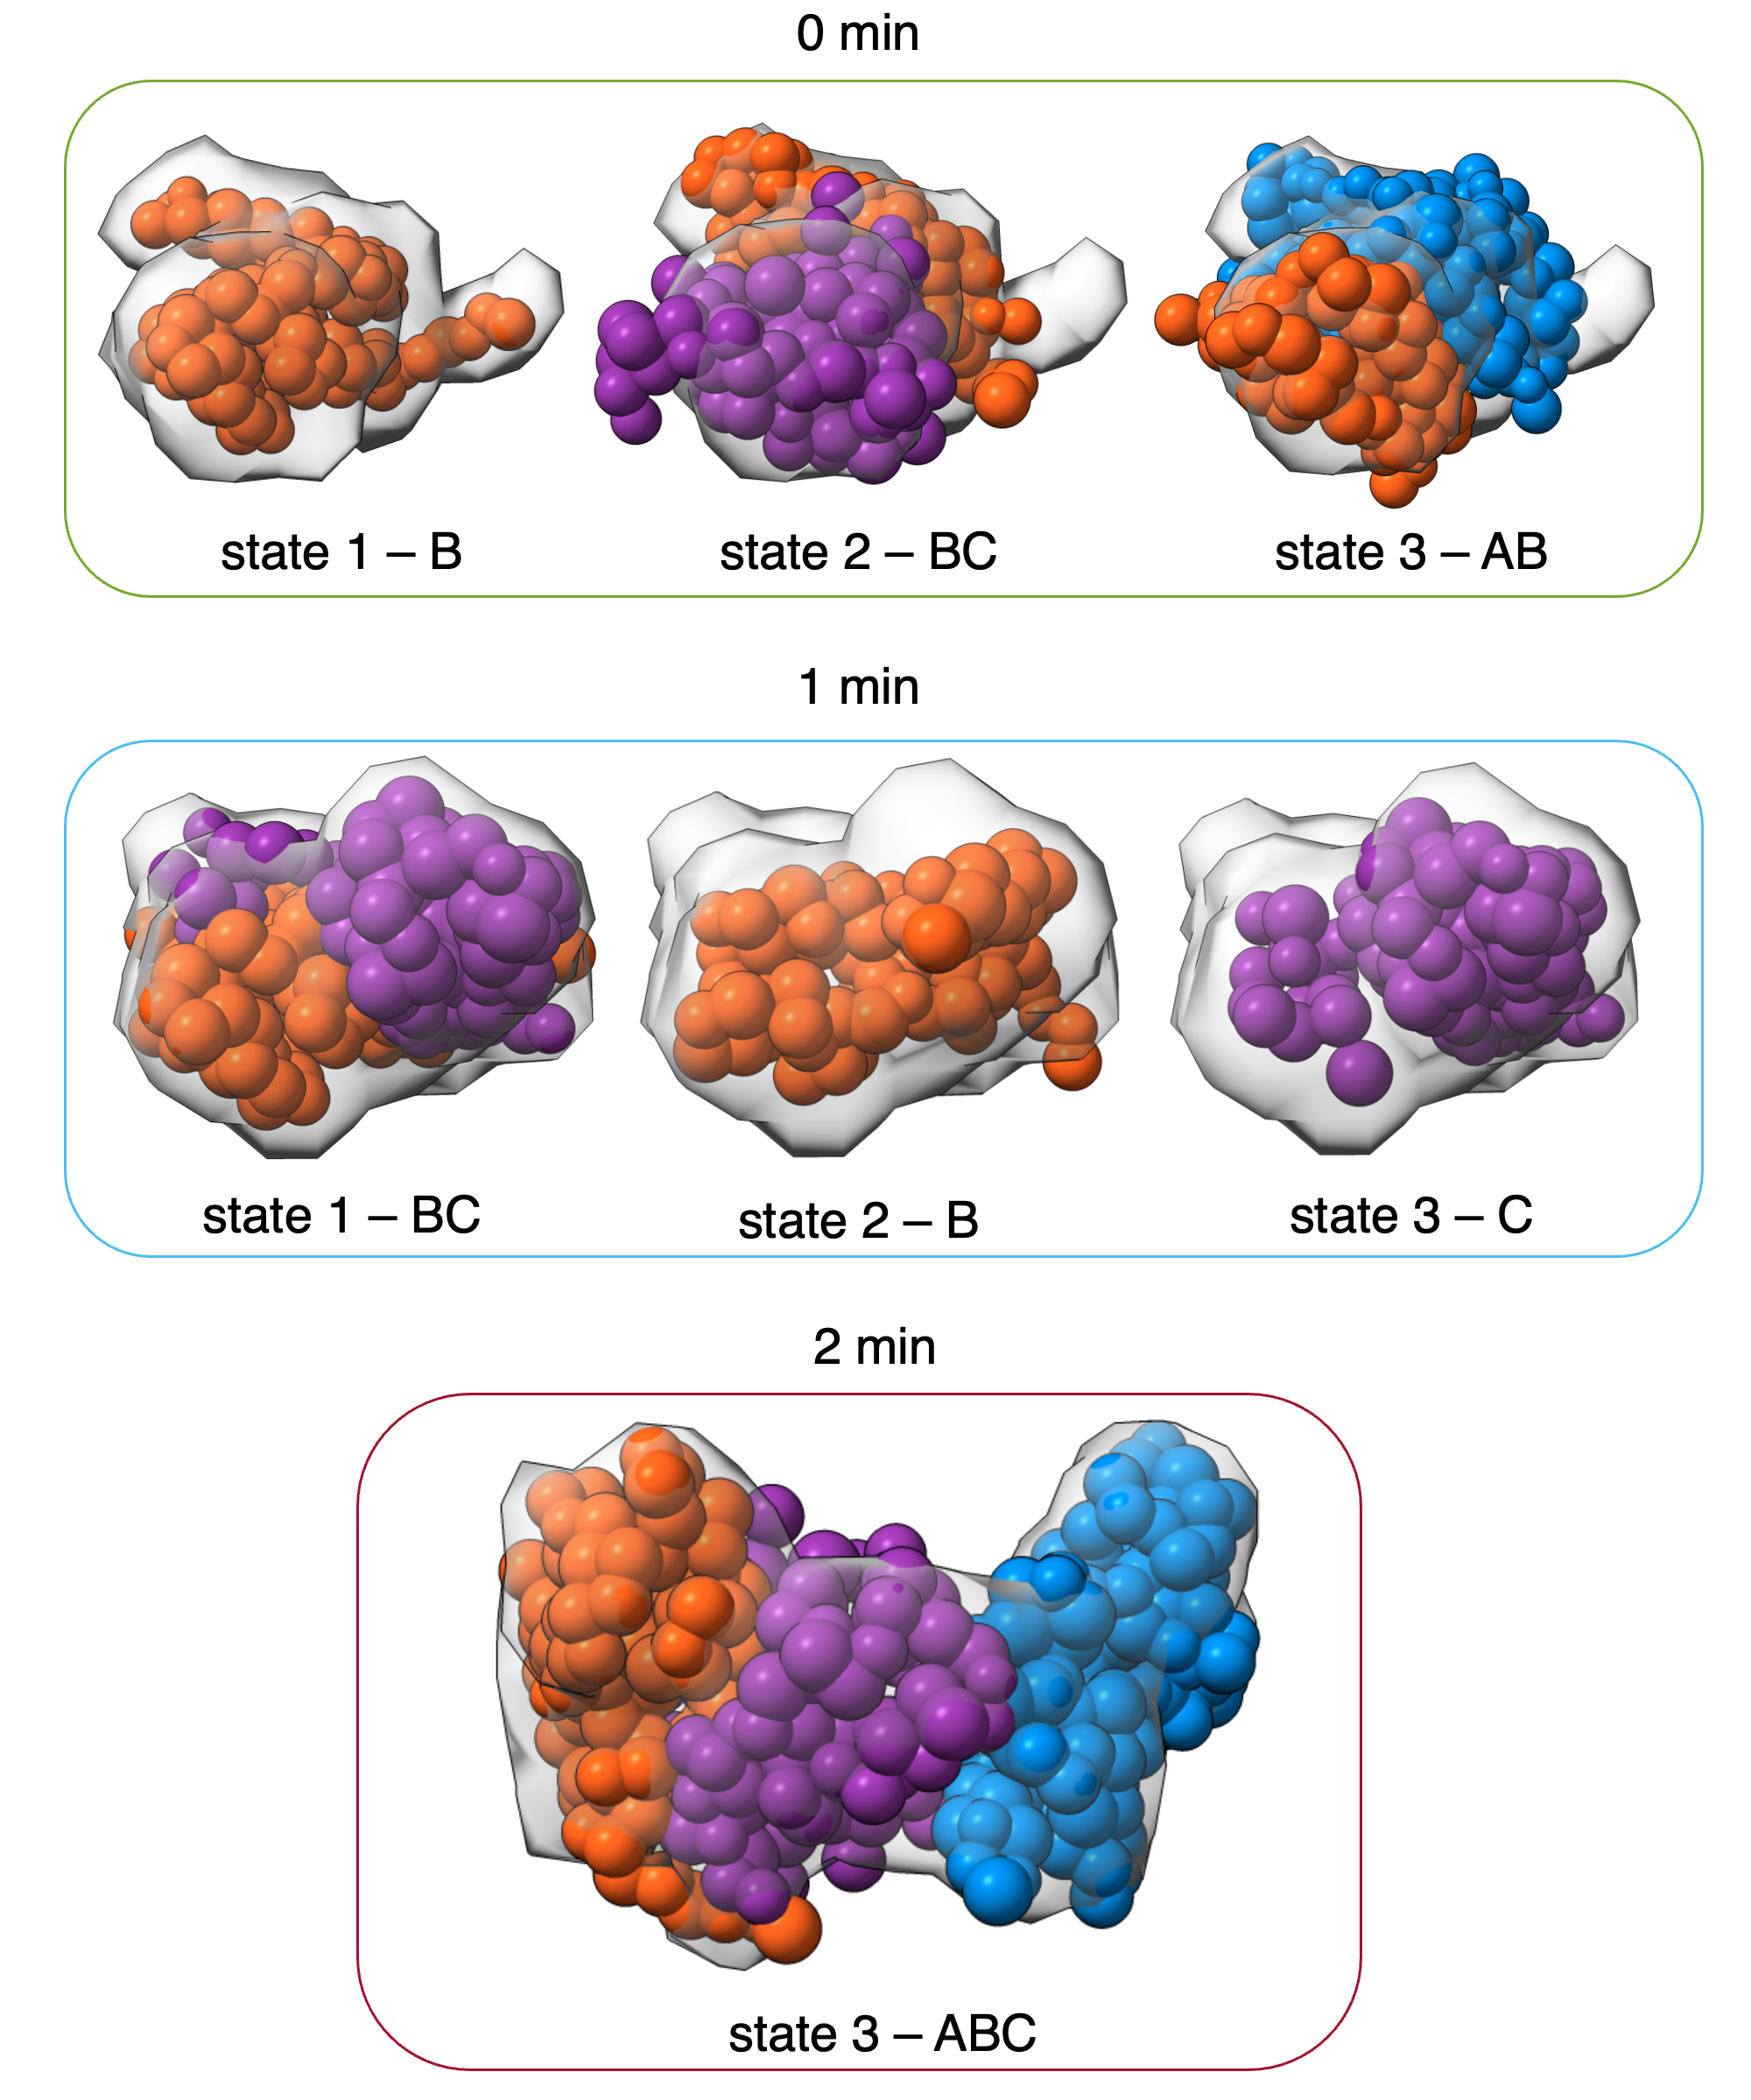 0 min
state 1 – B
state 2 – BC
state 3 – AB
1 min
state 1 – BC
state 2 – B
state 3 – C
2 min
state 3 – ABC